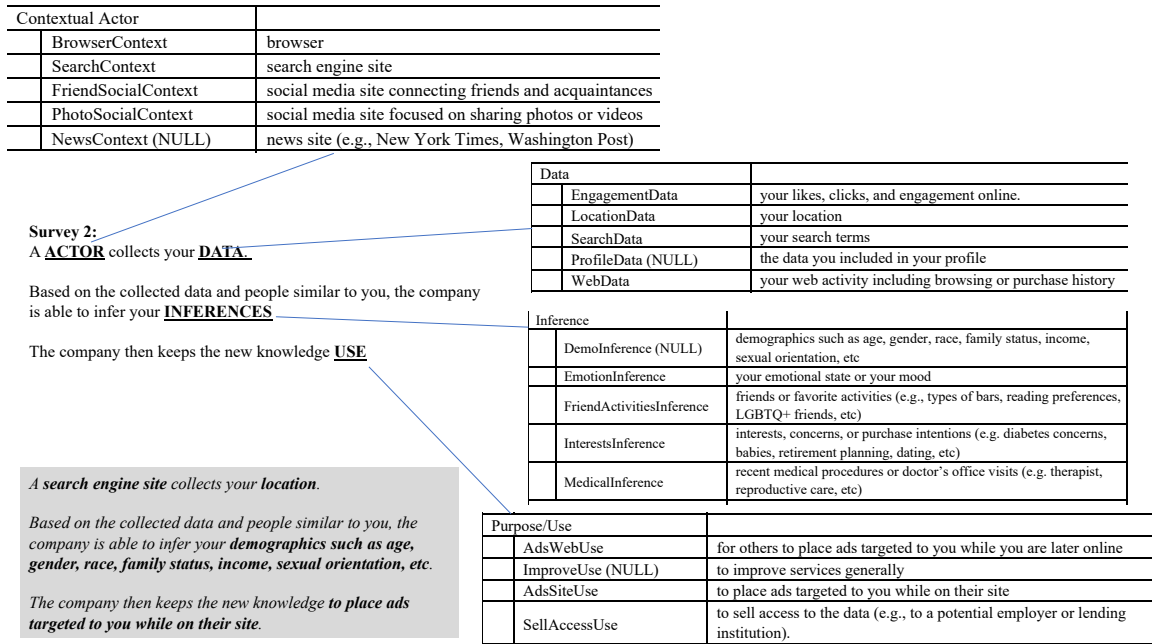 Contextual Actor
BrowserContext browser
SearchContext search engine site
FriendSocialContext social media site connecting friends and acquaintances
PhotoSocialContext social media site focused on sharing photos or videos
NewsContext (NULL) news site (e.g., New York Times, Washington Post)
Survey 2:
A ACTOR collects your DATA.
Based on the collected data and people similar to you, the company
is able to infer your INFERENCES
The company then keeps the new knowledge USE
Data
EngagementData your likes, clicks, and engagement online.
LocationData your location
SearchData your search terms
ProfileData (NULL) the data you included in your profile
WebData your web activity including browsing or purchase history
Inference
DemoInference (NULL) demographics such as age, gender, race, family status, income,
sexual orientation, etc
EmotionInference your emotional state or your mood
FriendActivitiesInference friends or favorite activities (e.g., types of bars, reading preferences,
LGBTQ+ friends, etc)
InterestsInference interests, concerns, or purchase intentions (e.g. diabetes concerns,
babies, retirement planning, dating, etc)
MedicalInference recent medical procedures or doctor's office visits (e.g. therapist,
reproductive care, etc)
A search engine site collects your location.
Based on the collected data and people similar to you, the
company is able to infer your demographics such as age,
gender, race, family status, income, sexual orientation, etc.
The company then keeps the new knowledge to place ads
targeted to you while on their site.
Purpose/Use
AdsWebUse for others to place ads targeted to you while you are later online
ImproveUse (NULL) to improve services generally
AdsSiteUse to place ads targeted to you while on their site
SellAccessUse to sell access to the data (e.g., to a potential employer or lending
institution).